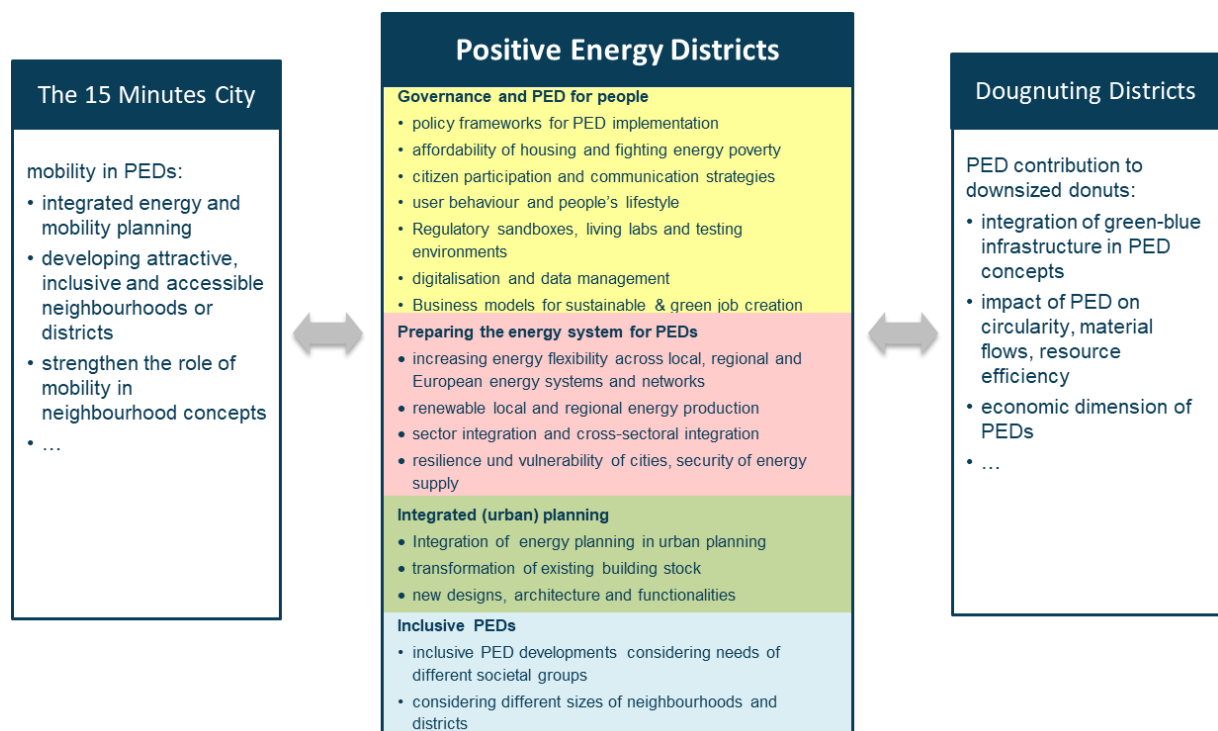 The 15 Minutes City
mobility in PEDs:
• integrated energy and
mobility planning
• developing attractive,
inclusive and accessible
neighbourhoods or
districts
• strengthen the role of
mobility in
neighbourhood concepts
• …
Positive Energy Districts
Governance and PED for people
• policy frameworks for PED implementation
• affordability of housing and fighting energy poverty
• citizen participation and communication strategies
• user behaviour and people's lifestyle
• Regulatory sandboxes, living labs and testing
environments
• digitalisation and data management
• Business models for sustainable & green job creation
Preparing the energy system for PEDs
• increasing energy flexibility across local, regional and
European energy systems and networks
• renewable local and regional energy production
• sector integration and cross-sectoral integration
• resilience und vulnerability of cities, security of energy
supply
Integrated (urban) planning
• Integration of energy planning in urban planning
• transformation of existing building stock
• new designs, architecture and functionalities
Inclusive PEDs
• inclusive PED developments considering needs of
different societal groups
• considering different sizes of neighbourhoods and
districts
Dougnuting Districts
PED contribution to
downsized donuts:
• integration of green-blue
infrastructure in PED
concepts
• impact of PED on
circularity, material
flows, resource
efficiency
• economic dimension of
PEDs
• …